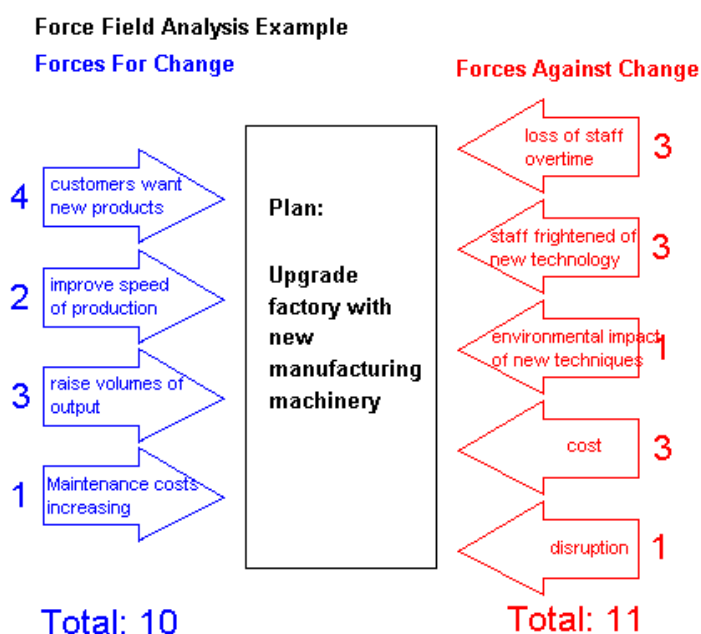 Force Field Analysis Example
Forces For Change
Forces Against Change
4
customers want
new products
2
improve speed
of production
3
raise volumes of
output
1
Maintenance costs
increasing
Total: 10
Plan:
Upgrade
factory with
new
manufacturing
machinery
loss of staff
overtime
3
staff frightened of
new technology
3
environmental impact
of new techniques
1
cost
3
disruption
1
Total: 11